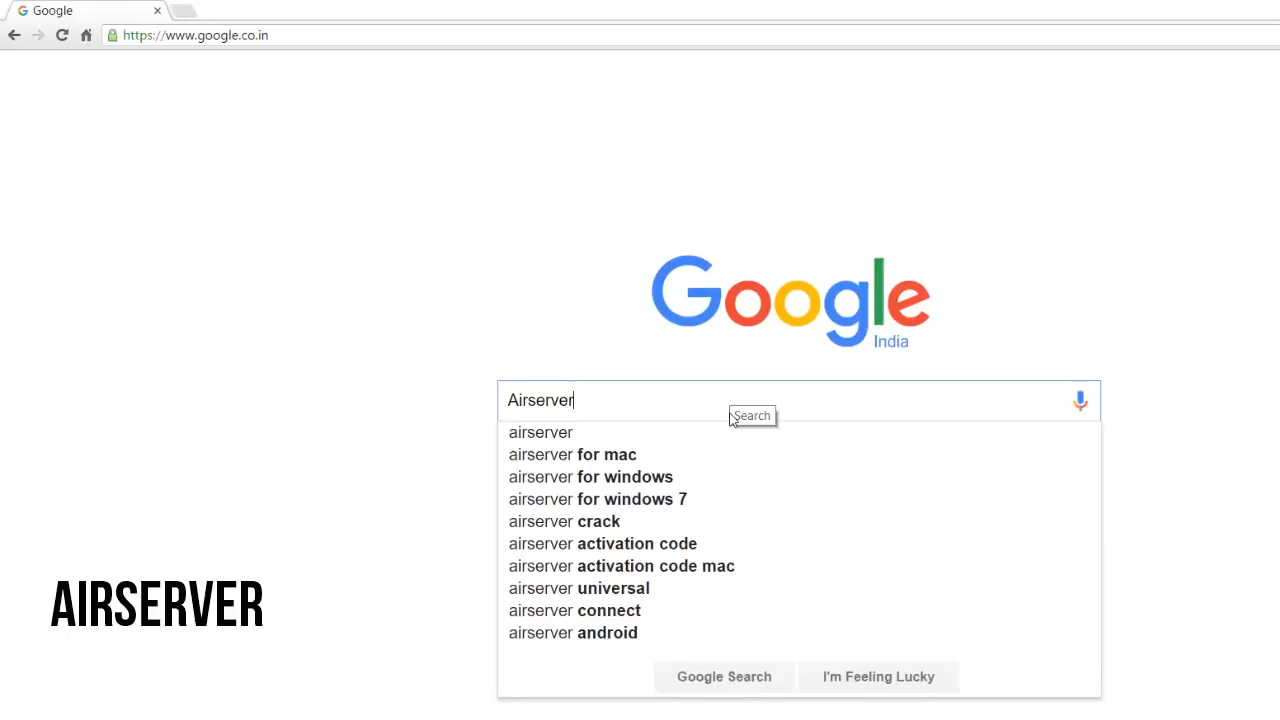 Google
https://www.google.co.in
Google
India
Airserver
Search
airserver
airserver for mac
airserver for windows
airserver for windows 7
airserver crack
airserver activation code
airserver activation code mac
airserver universal
airserver connect
airserver android
AIRSERVER
Google Search
I'm Feeling Lucky